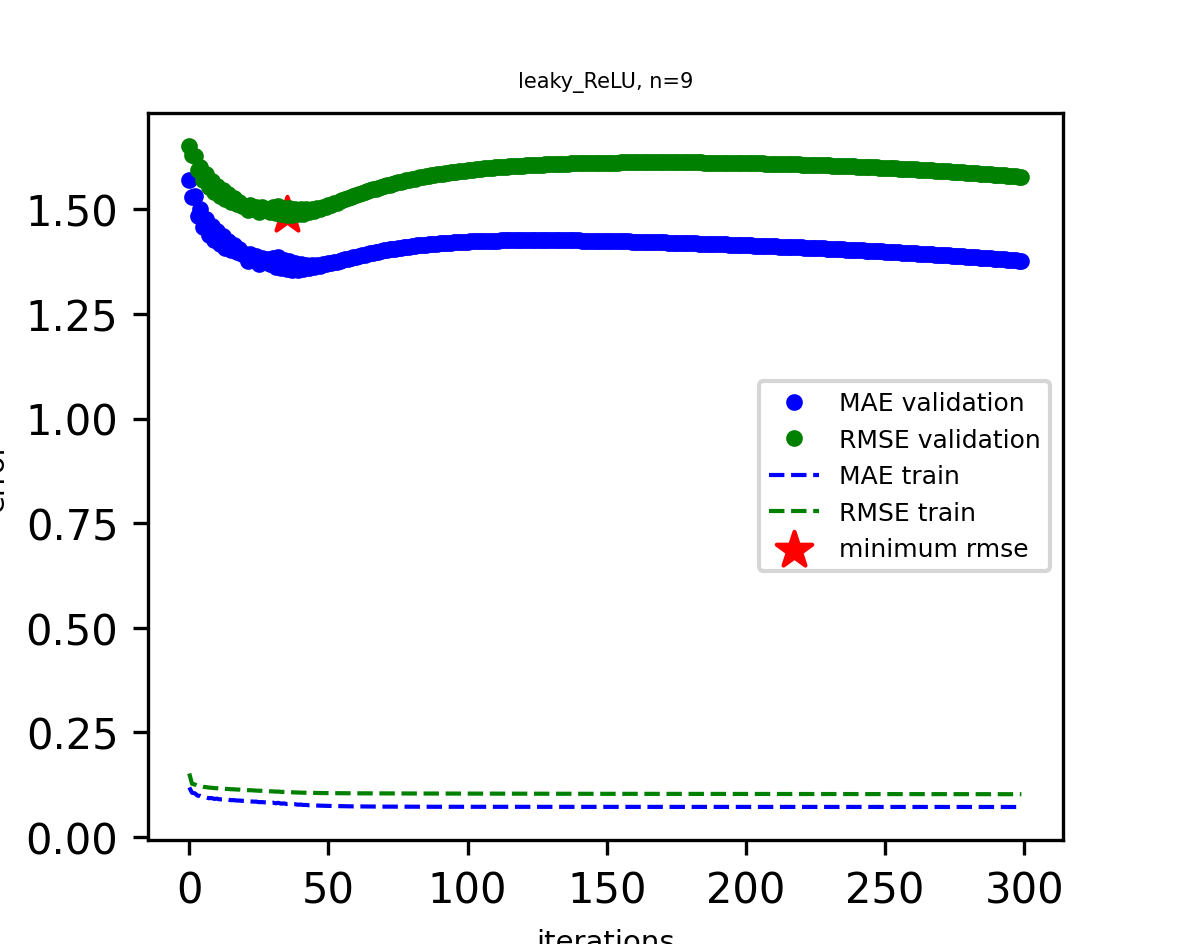 leaky_ReLU, n=9
1.50
1.25
1.00
0.75
0.50
0.25
0.00
MAE validation
RMSE validation
MAE train
RMSE train
minimum rmse
0 50 100 150 200 250 300
iterations